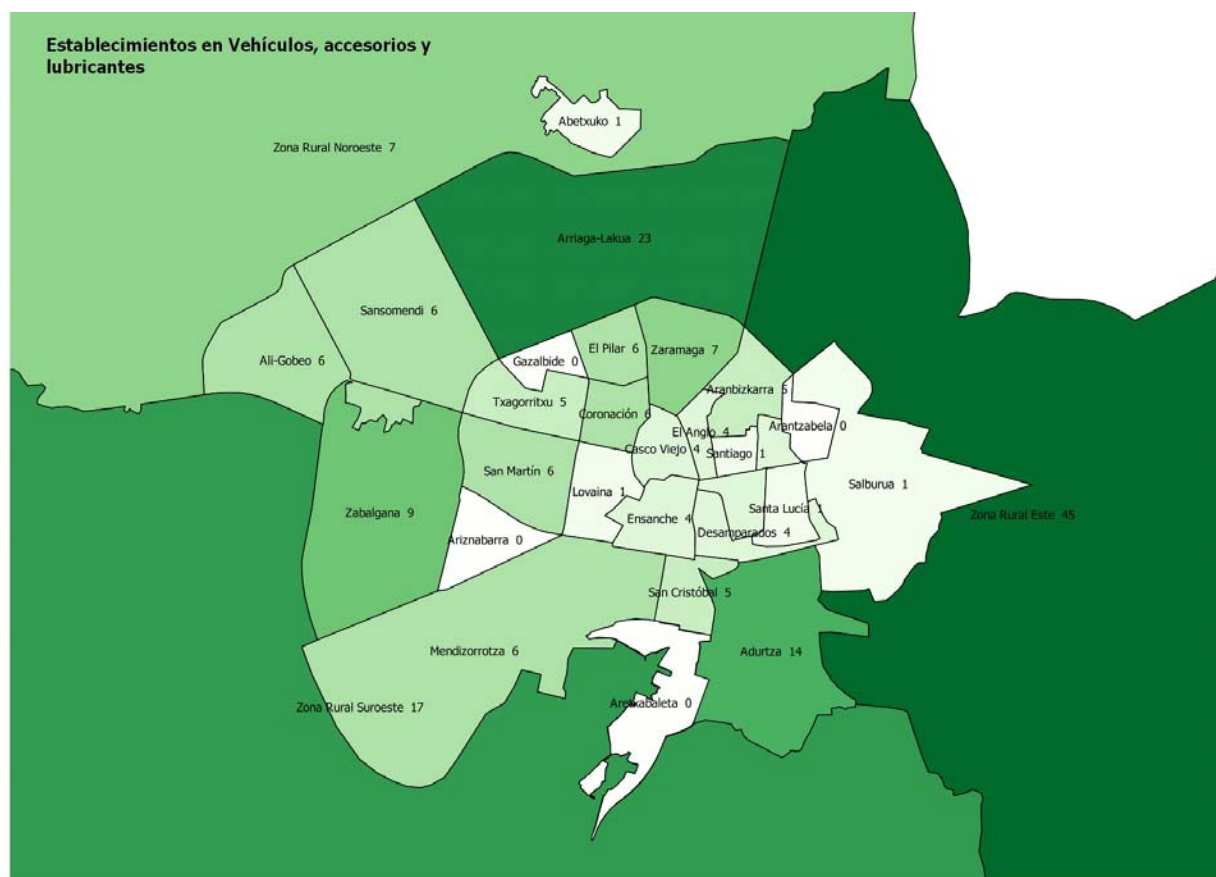 Establecimientos en Vehículos, accesorios y
lubricantes
Abetxuko 1
Zona Rural Noroeste 7
Arriaga-Lakua 23
Sansomendi 6
El Pilar 6
Zaramaga 7
Ali-Gobeo 6
Gazalbide 0
Aranbizkarra 5
Txagorritxu 5
Coronación 6
Arantzabela 0
El Anglo 4
Casco Viejo 4
Santiago 1
San Martín 6
Salburua 1
Lovaina 1
Santa Lucía 1
Zabalgana 9
Ensanche 4
Zona Rural Este 45
Desamparados 4
Ariznabarra 0
San Cristóbal 5
Mendizorrotza 6
Adurtza 14
Aretxabaleta 0
Zona Rural Suroeste 17